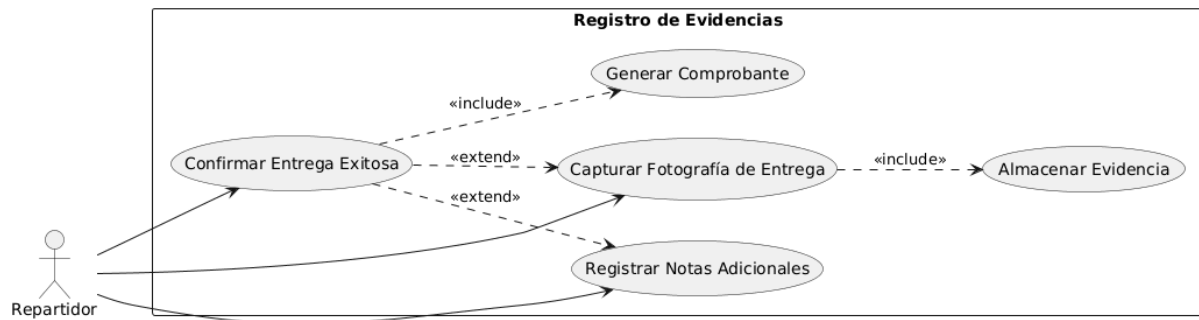 Registro de Evidencias
Generar Comprobante
«include»
Confirmar Entrega Exitosa
«extend»
Capturar Fotografía de Entrega
«include»
Almacenar Evidencia
«extend»
Registrar Notas Adicionales
Repartidor